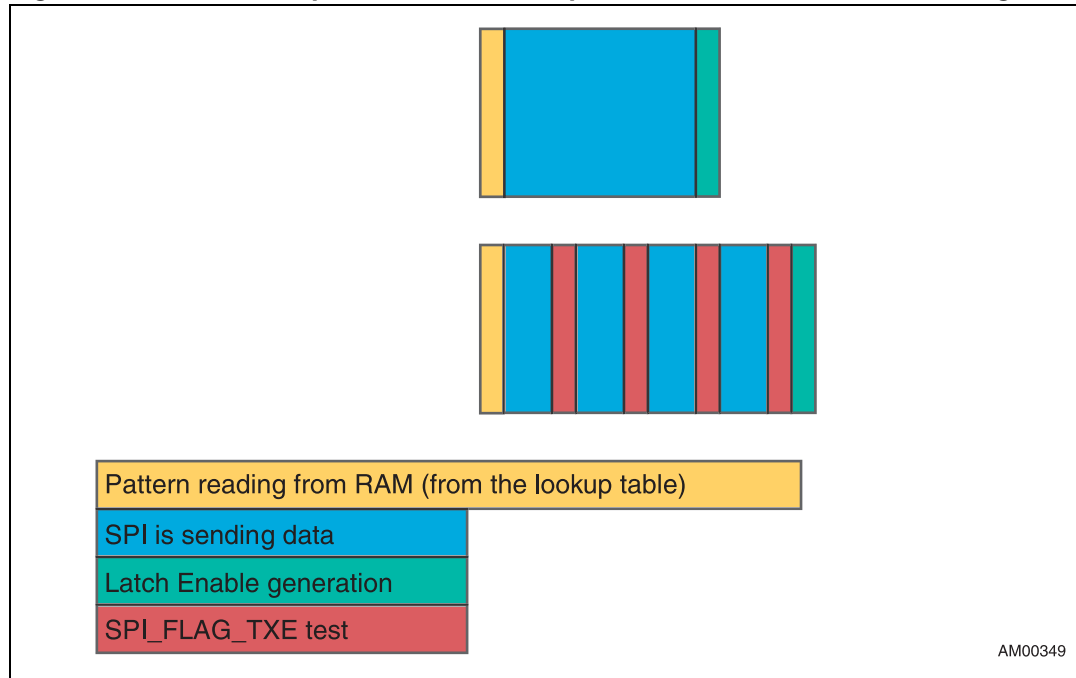 Pattern reading from RAM (from the lookup table)
SPI is sending data
Latch Enable generation
SPI_FLAG_TXE test
AM00349